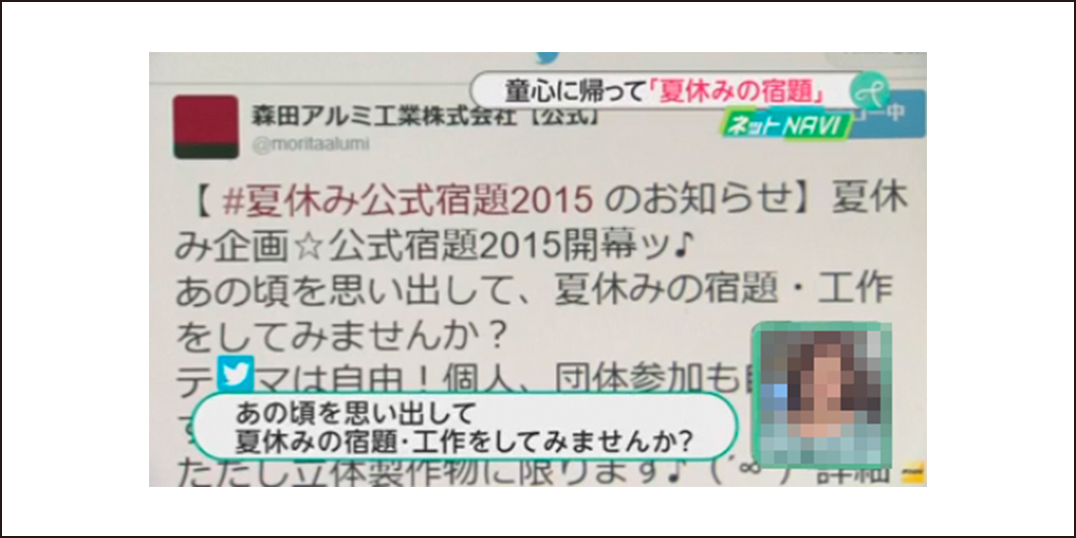 童心に帰って「夏休みの宿題」
ネットNAVI
ー中
森田アルミ工業株式会社【公式】
@moritaalumi
【 #夏休み公式宿題2015 のお知らせ】夏休
み企画☆公式宿題2015開幕ッ♪
あの頃を思い出して、夏休みの宿題・工作
をしてみませんか？
テ マは自由！個人、団体参加も
あの頃を思い出して
夏休みの宿題･工作をしてみませんか?
ただし立体製作物に限ります♪（´∞｀）詳細